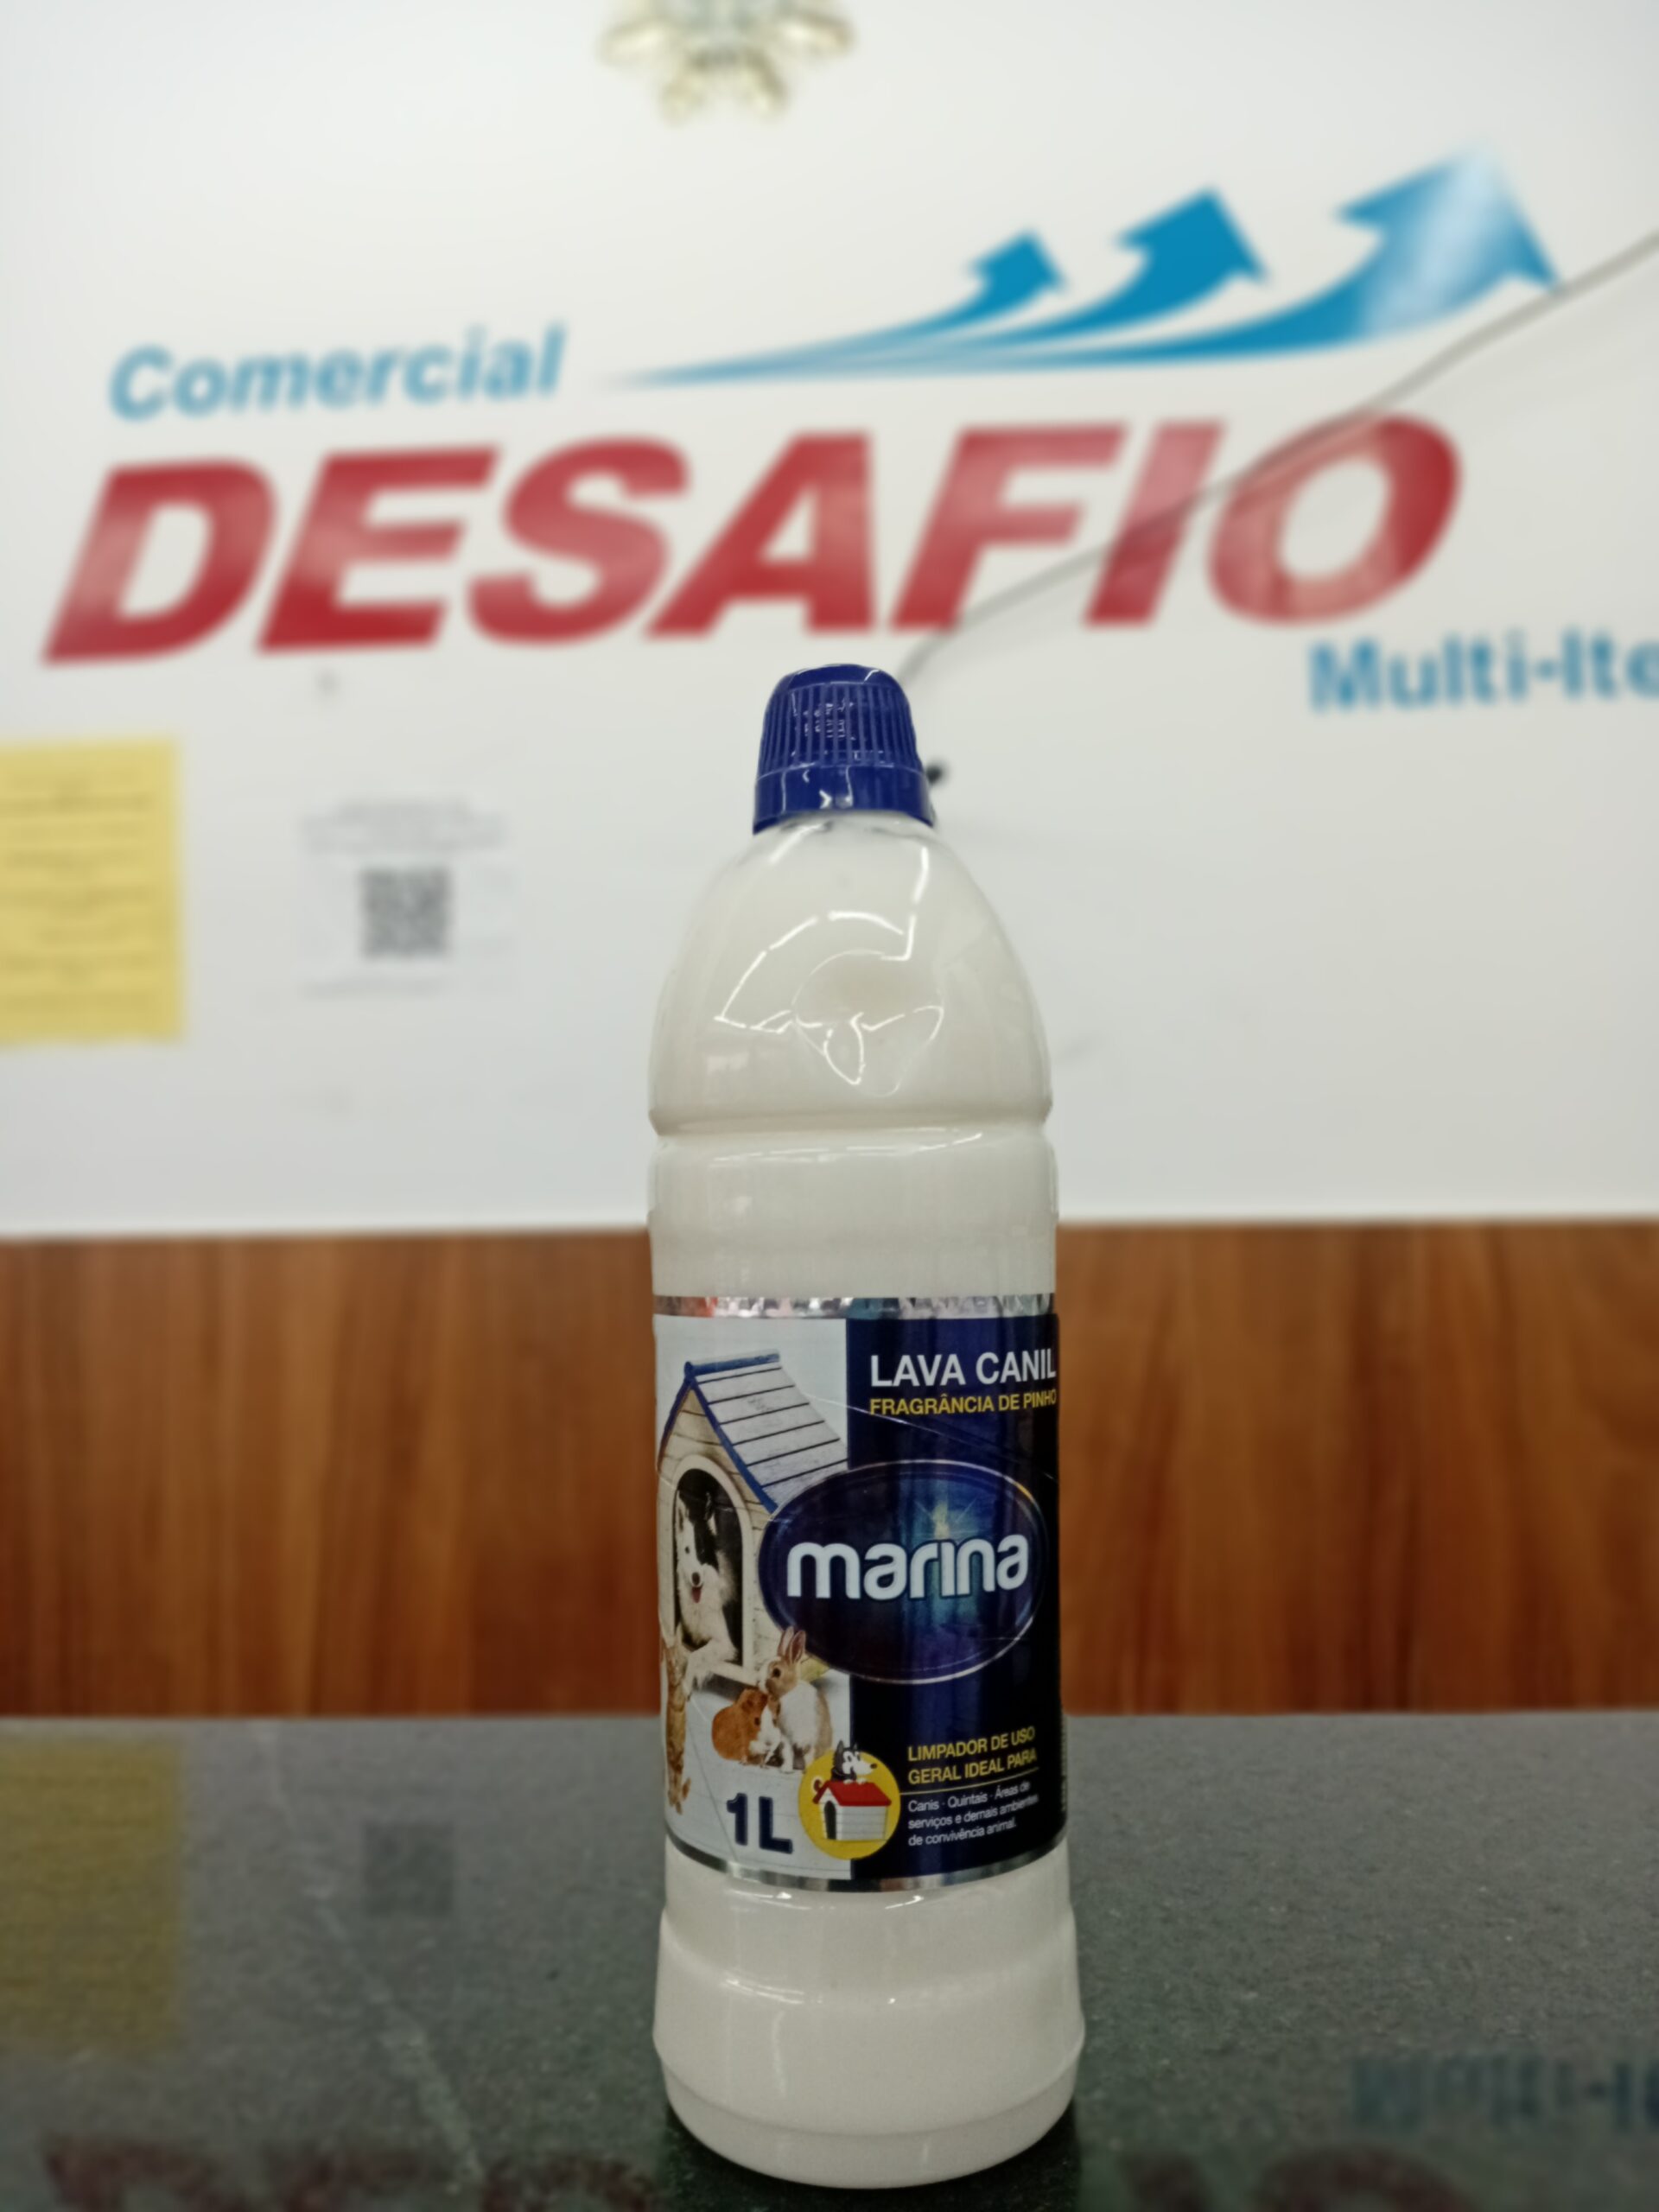 Comercial
DESAFIO
Multi-Ite
LAVA CANIL
FRAGRÂNCIA DE PINHO
marina
LIMPADOR DE USO
GERAL IDEAL PARA
Canis · Quintais · Áreas de
serviços e demais ambientes
de convivência animal.
1L